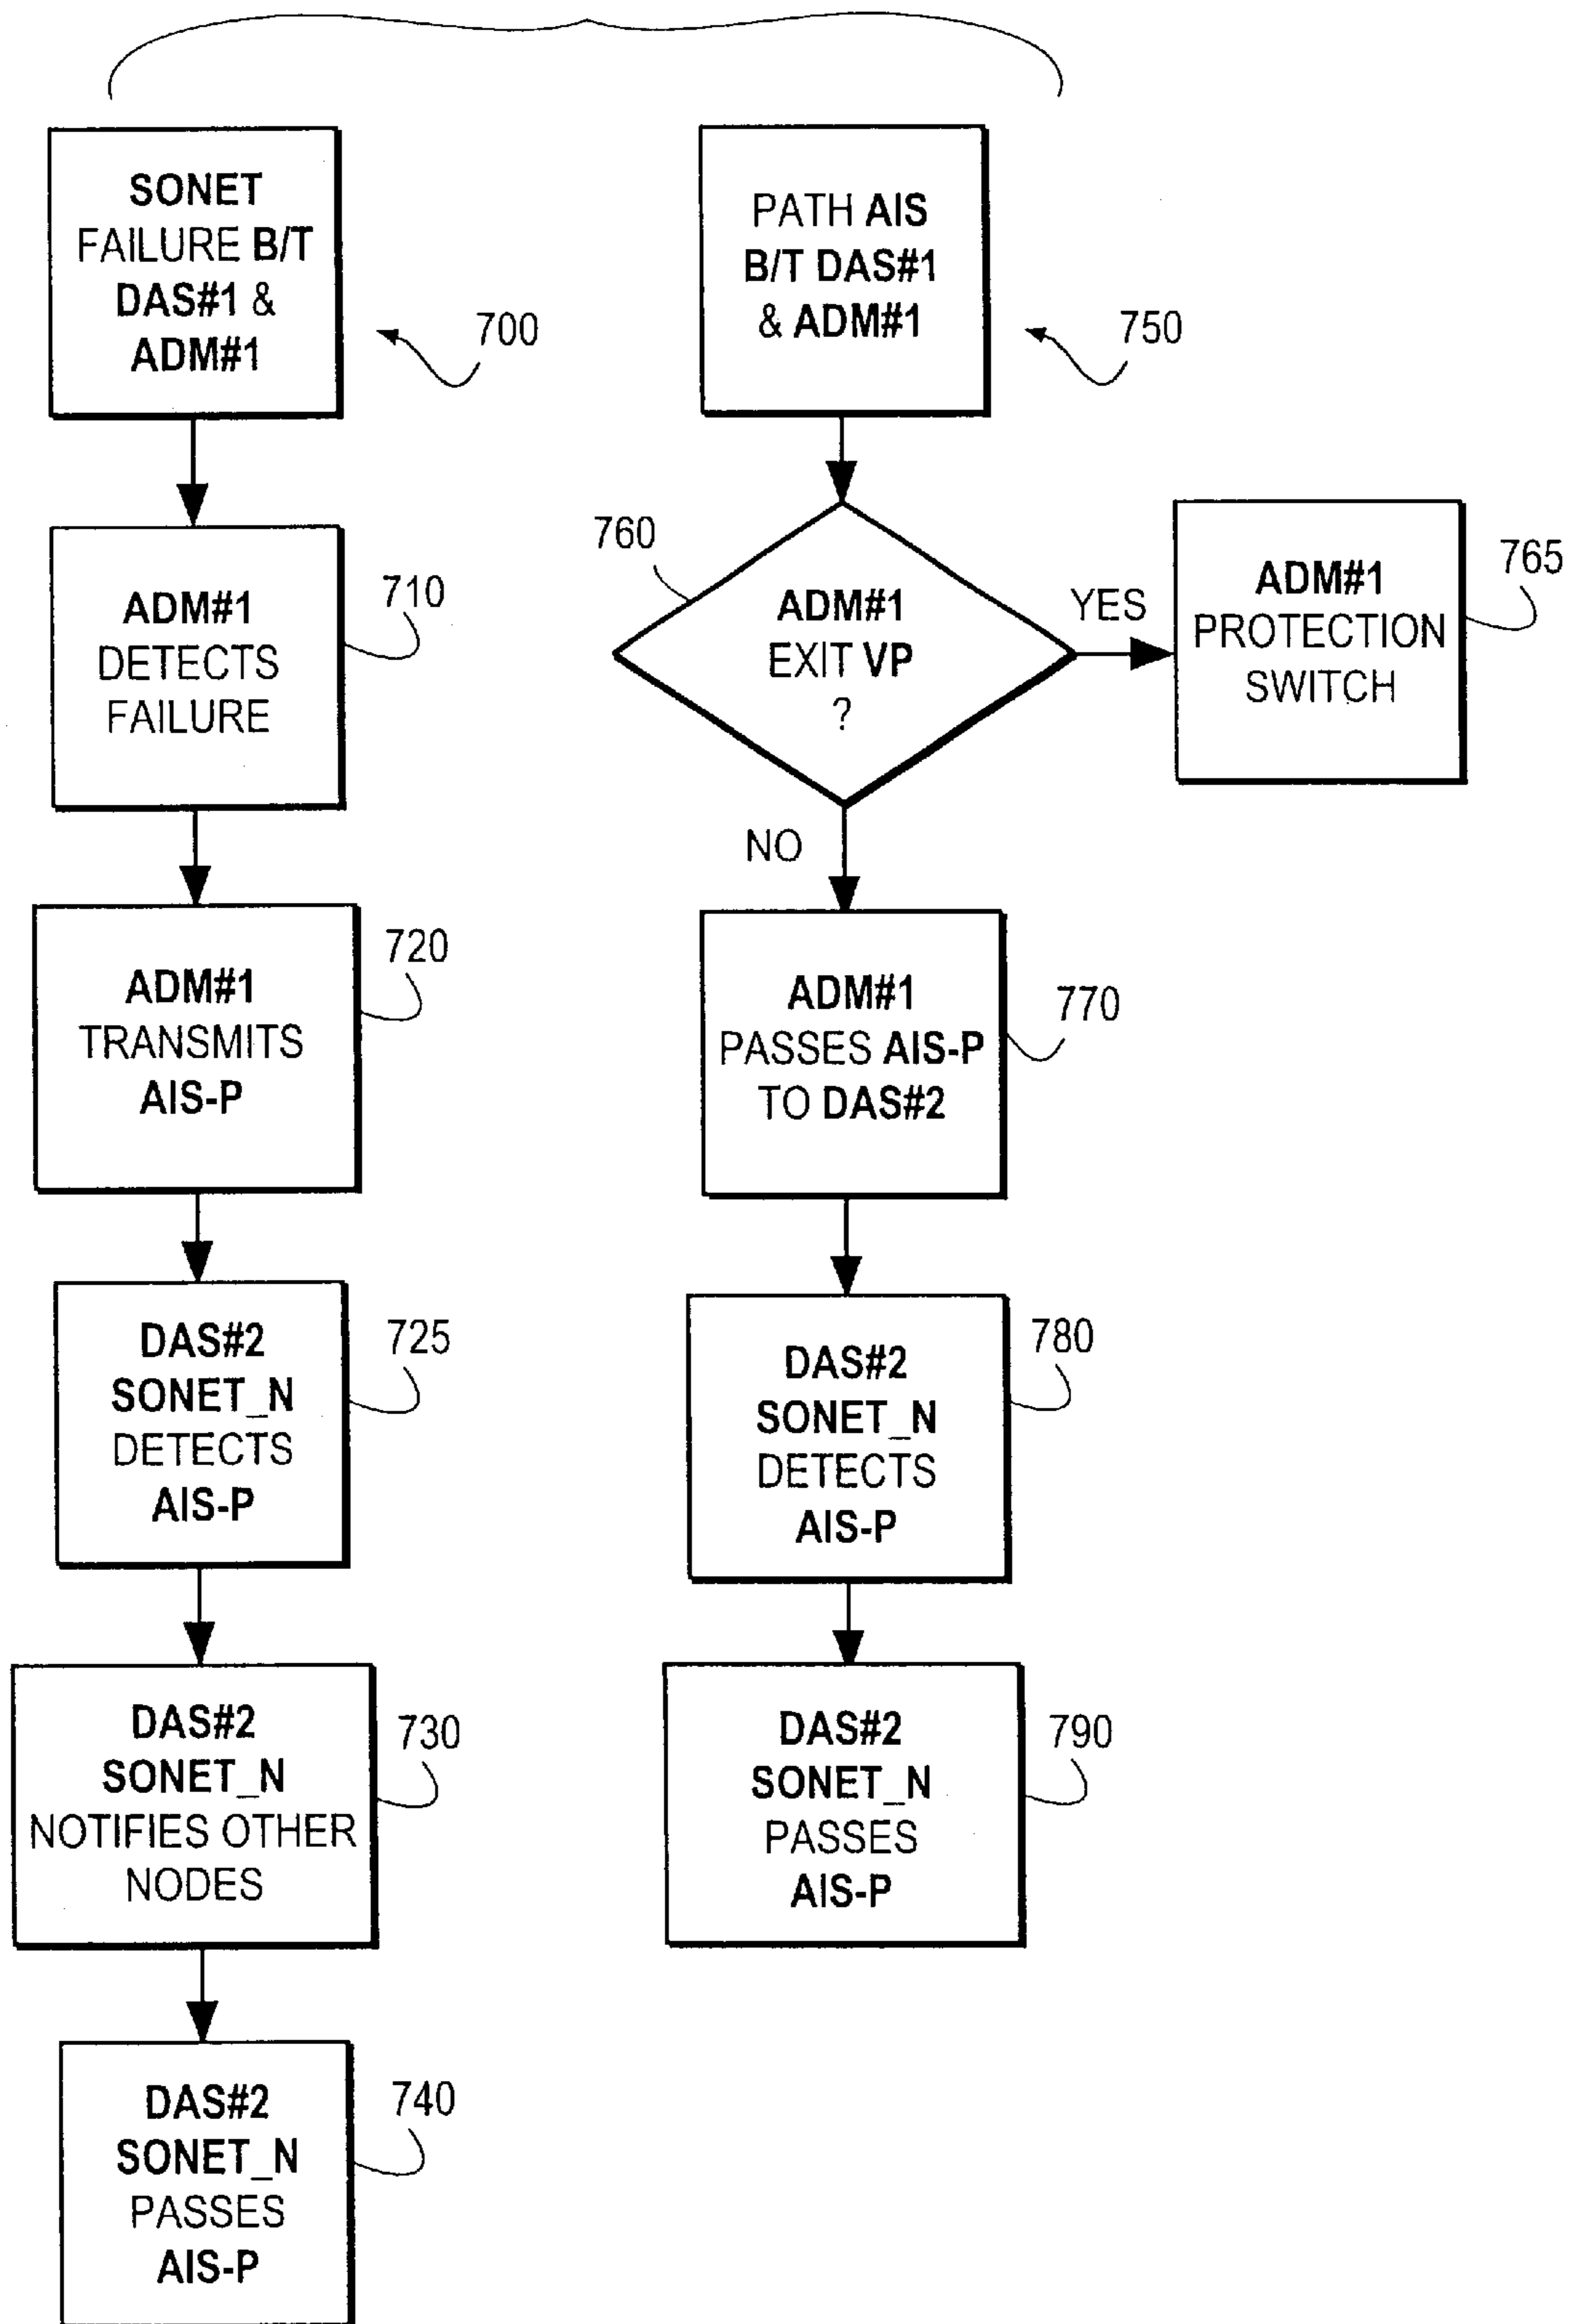 SONET
FAILURE B/T
DAS#1 &
ADM#1
700
ADM#1
DETECTS
FAILURE
710
ADM#1
TRANSMITS
AIS-P
720
DAS#2
SONET_N
DETECTS
AIS-P
725
DAS#2
SONET_N
NOTIFIES OTHER
NODES
730
DAS#2
SONET_N
PASSES
AIS-P
740
PATH AIS
B/T DAS#1
& ADM#1
750
760
ADM#1
EXIT VP
?
YES
ADM#1
PROTECTION
SWITCH
765
NO
ADM#1
PASSES AIS-P
TO DAS#2
770
DAS#2
SONET_N
DETECTS
AIS-P
780
DAS#2
SONET_N
PASSES
AIS-P
790